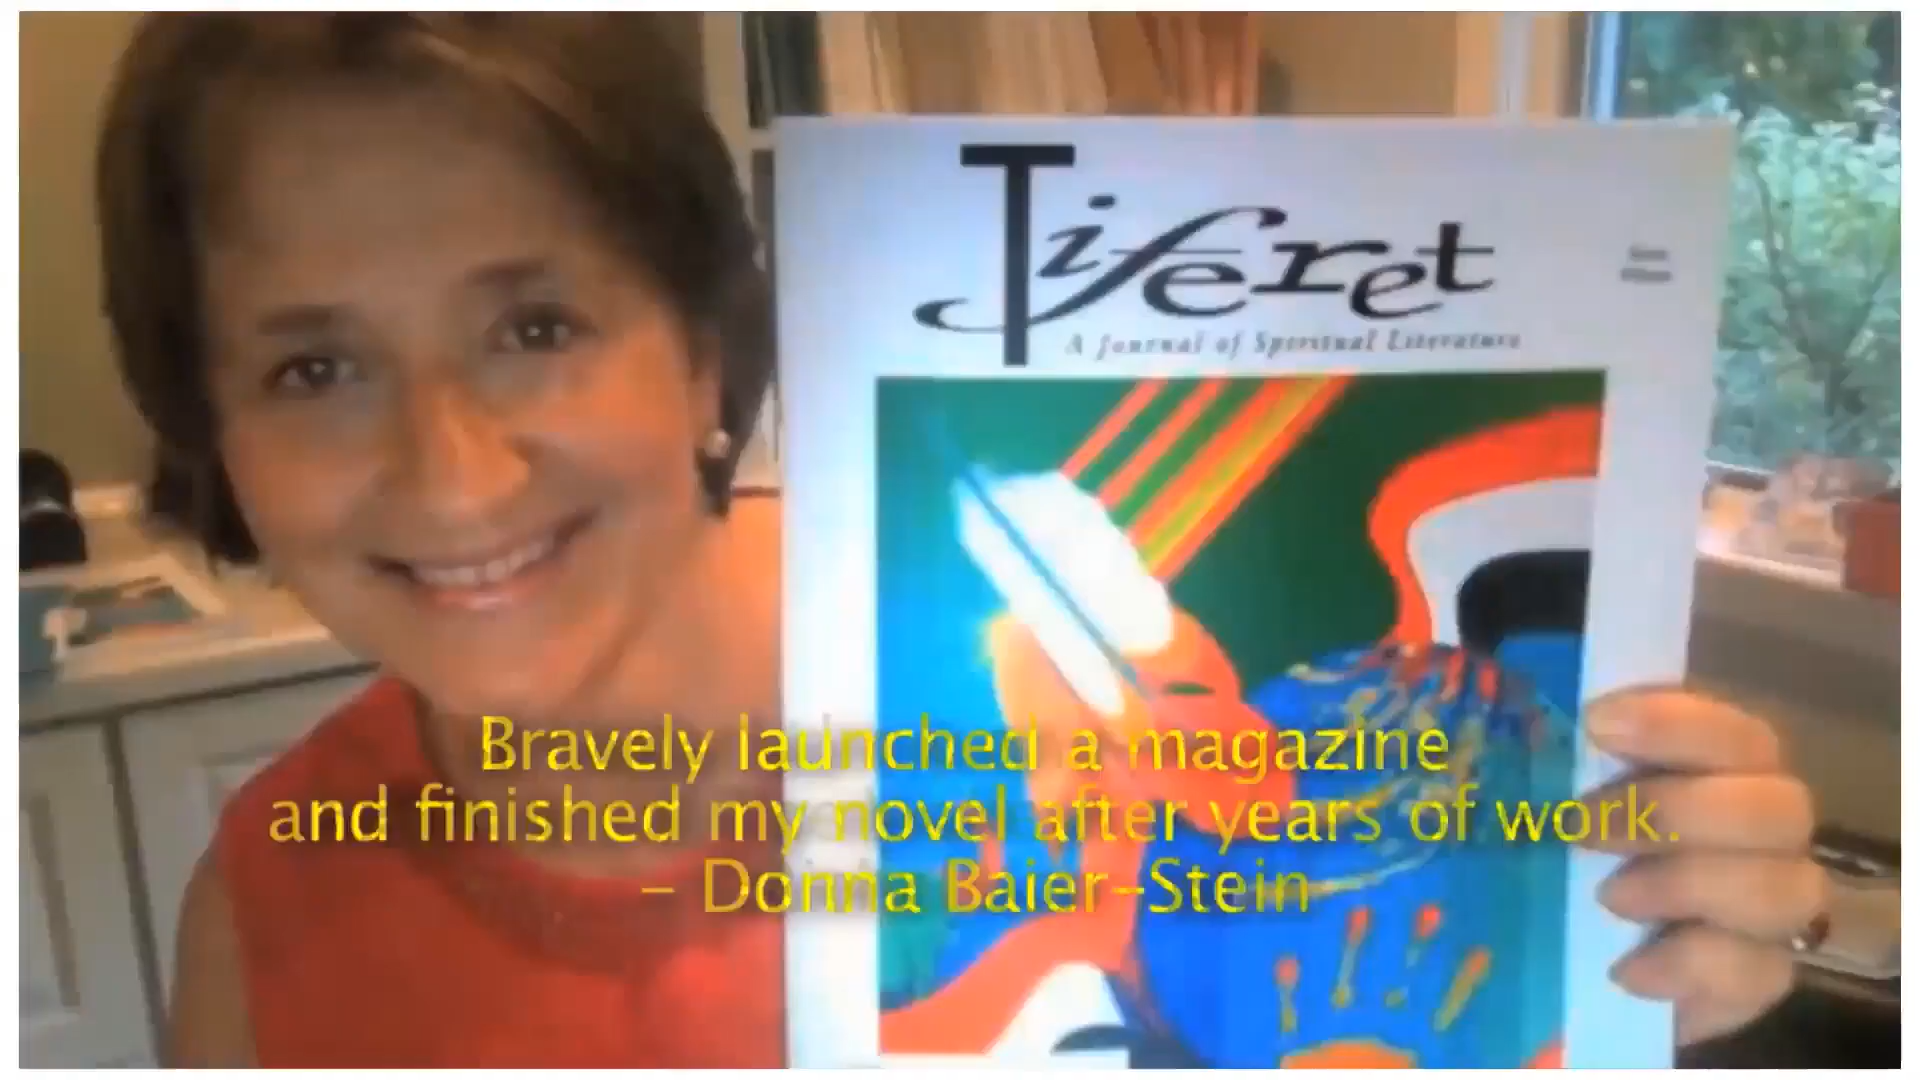 Tiferet
A Journal of Spiritual Literature
Bravely launched a magazine
and finished my novel after years of work.
– Donna Baier-Stein